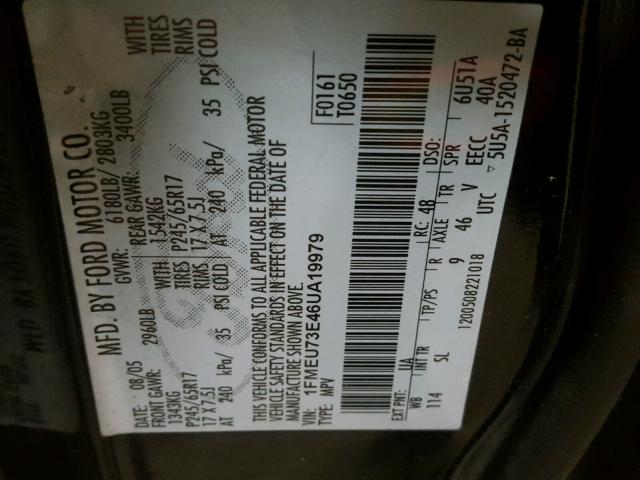 MFD. BY FORD MOTOR CO.
DATE: 08/05 GVWR: 6180LB/ 2803KG
FRONT GAWR: 2960LB REAR GAWR: 3400LB
1343KG 1542KG WITH
P245/65R17 P245/65R17 TIRES
17 X 7.5J 17 X 7.5J RIMS
AT 240 kPa/ 35 PSI COLD AT 240 kPa/ 35 PSI COLD
THIS VEHICLE CONFORMS TO ALL APPLICABLE FEDERAL MOTOR
VEHICLE SAFETY STANDARDS IN EFFECT ON THE DATE OF
MANUFACTURE SHOWN ABOVE.
VIN: 1FMEU73E46UA19979 F0161
TYPE: MPV T0650
EXT PNT: UA RC: 4B DSO:
WB INT TR TP/PS R AXLE TR SPR 6U51A
114 SL 9 46 V EECC 40A
1200508221018 UTC ▽ 5U5A-1520472-BA
WITH
TIRES
RIMS